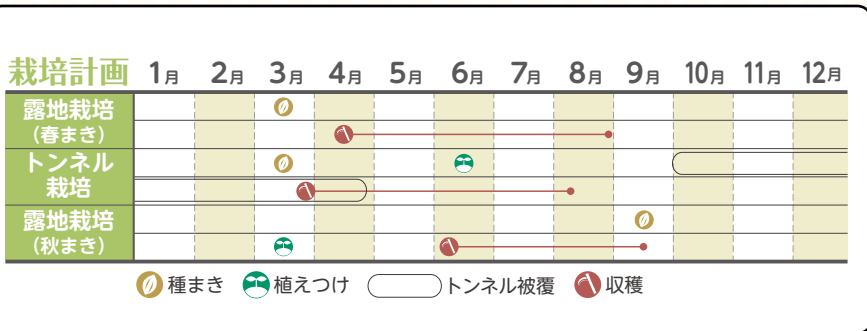 栽培計画 1月 2月 3月 4月 5月 6月 7月 8月 9月 10月 11月 12月
露地栽培
（春まき）
トンネル
栽培
露地栽培
（秋まき）
種まき 植えつけ トンネル被覆 収穫